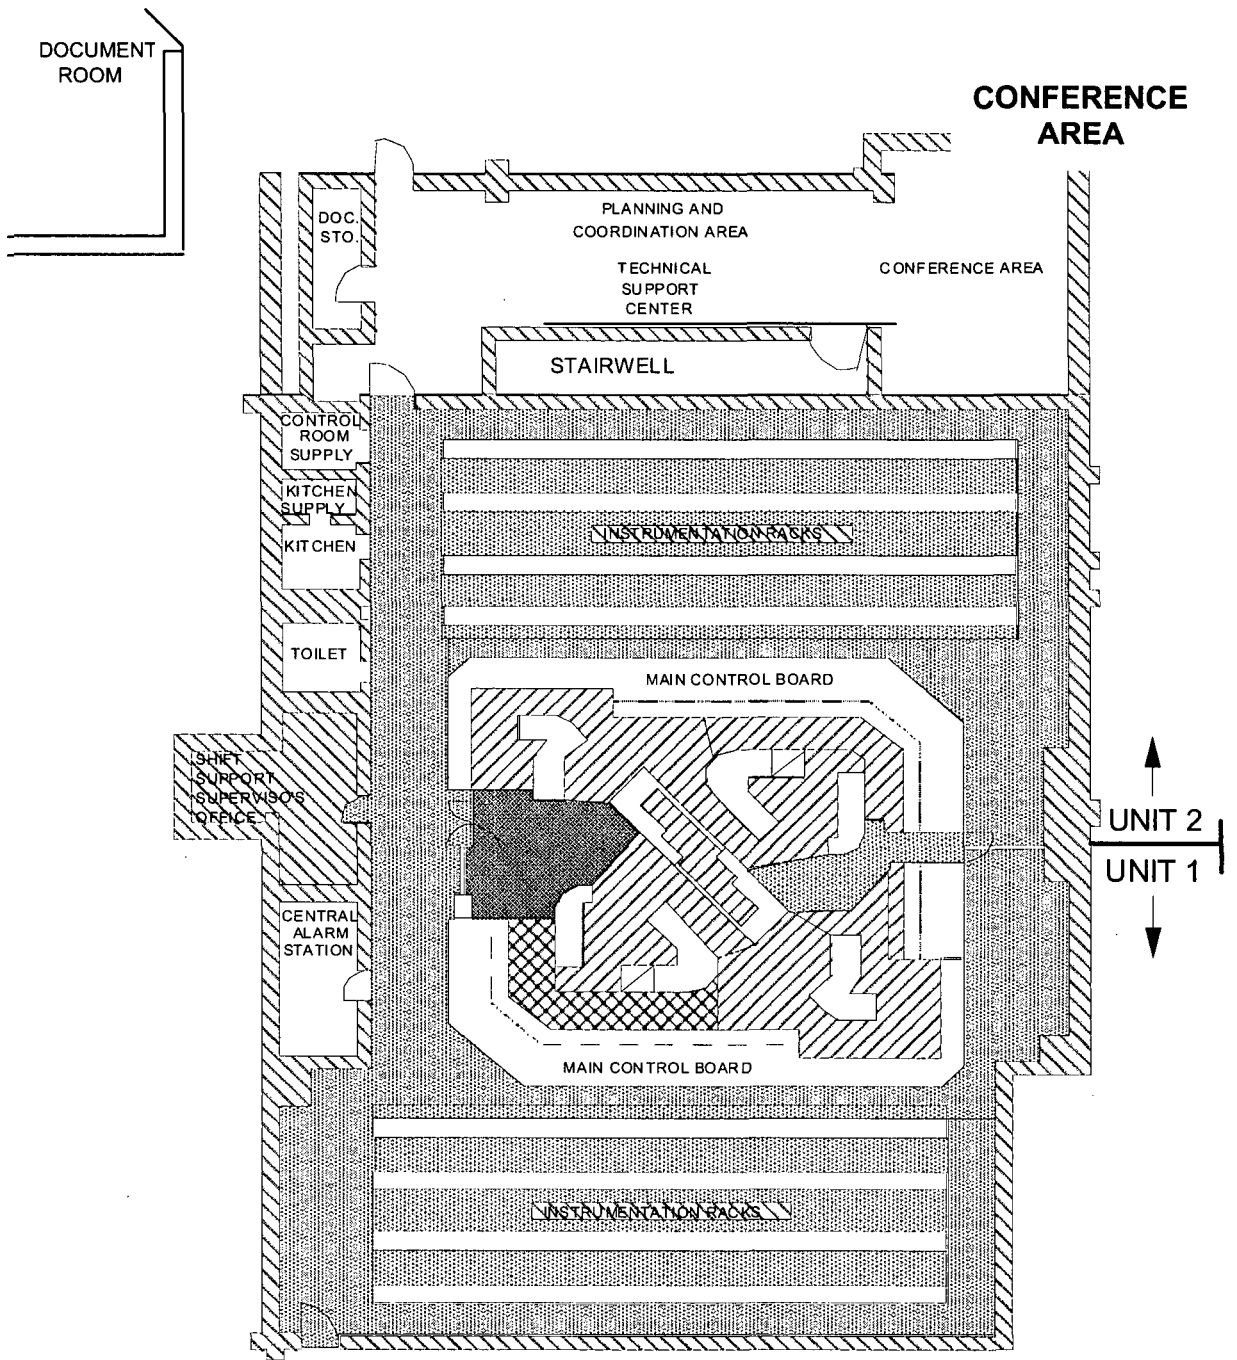 DOCUMENT
ROOM
CONFERENCE
AREA
DOC.
STO.
PLANNING AND
COORDINATION AREA
TECHNICAL
SUPPORT
CENTER
CONFERENCE AREA
STAIRWELL
CONTROL
ROOM
SUPPLY
KITCHEN
SUPPLY
KITCHEN
INSTRUMENTATION RACKS
TOILET
MAIN CONTROL BOARD
SHIFT
SUPPORT
SUPERVISO'S
OFFICE
UNIT 2
UNIT 1
CENTRAL
ALARM
STATION
MAIN CONTROL BOARD
INSTRUMENTATION RACKS